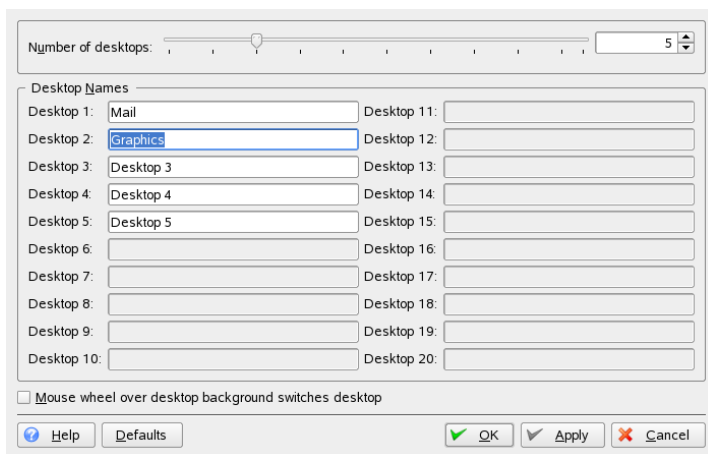 Number of desktops: 5
Desktop Names
Desktop 1: Mail
Desktop 2: Graphics
Desktop 3: Desktop 3
Desktop 4: Desktop 4
Desktop 5: Desktop 5
Desktop 6:
Desktop 7:
Desktop 8:
Desktop 9:
Desktop 10:
Desktop 11:
Desktop 12:
Desktop 13:
Desktop 14:
Desktop 15:
Desktop 16:
Desktop 17:
Desktop 18:
Desktop 19:
Desktop 20:
Mouse wheel over desktop background switches desktop
Help Defaults OK Apply Cancel